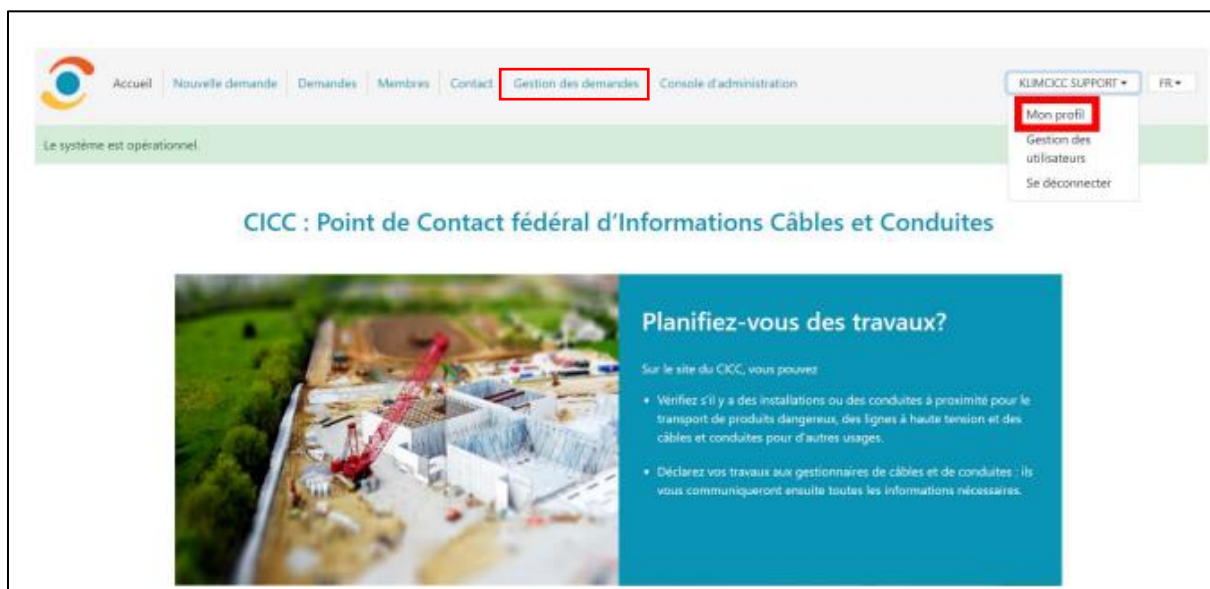 Accueil Nouvelle demande Demandes Membres Contact Gestion des demandes Console d'administration KLIMCICC SUPPORT FR
Mon profil
Gestion des
utilisateurs
Se déconnecter
Le système est opérationnel.
CICC : Point de Contact fédéral d'Informations Câbles et Conduites
Planifiez-vous des travaux?
Sur le site du CICC, vous pouvez
• Vérifiez s'il y a des installations ou des conduites à proximité pour le
transport de produits dangereux, des lignes à haute tension et des
câbles et conduites pour d'autres usages.
• Déclarez vos travaux aux gestionnaires de câbles et de conduites : ils
vous communiqueront ensuite toutes les informations nécessaires.